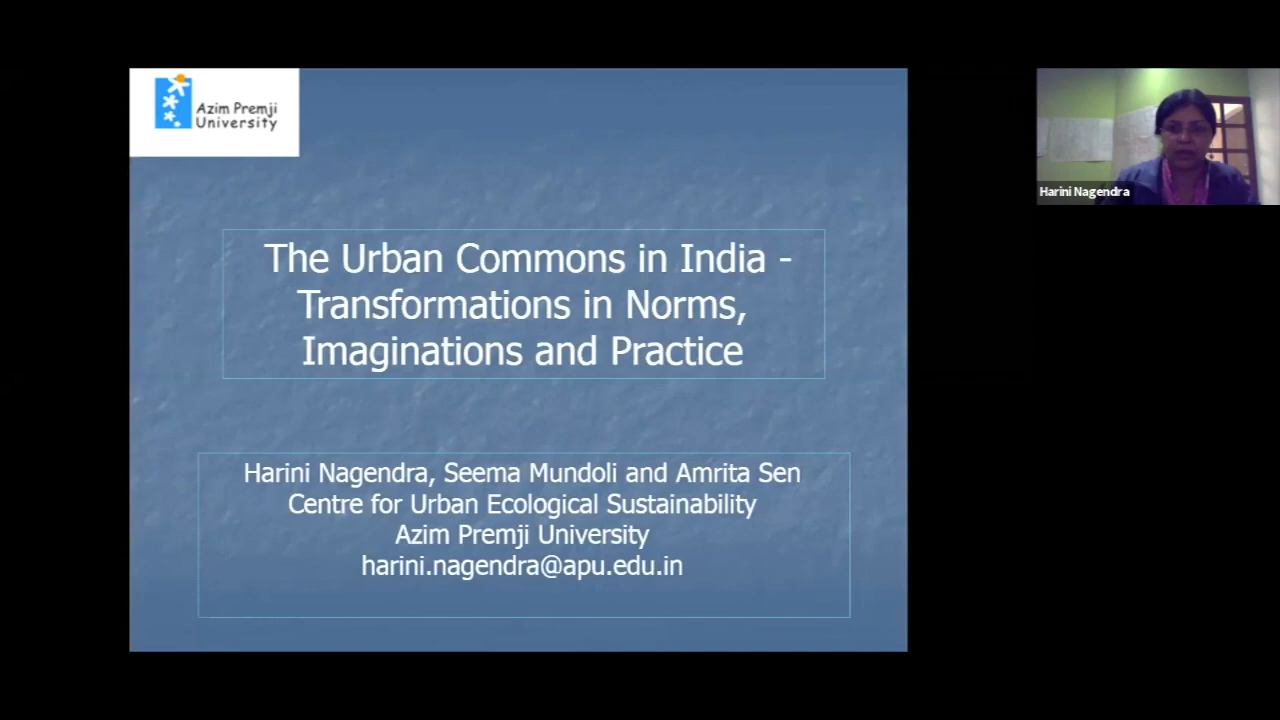 Azim Premji
University
The Urban Commons in India -
Transformations in Norms,
Imaginations and Practice
Harini Nagendra, Seema Mundoli and Amrita Sen
Centre for Urban Ecological Sustainability
Azim Premji University
harini.nagendra@apu.edu.in
Harini Nagendra